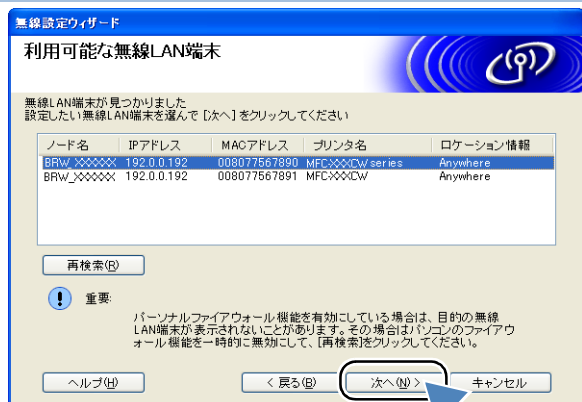 無線設定ウィザード
利用可能な無線LAN端末
無線LAN端末が見つかりました
設定したい無線LAN端末を選んで [次へ] をクリックしてください
ノード名 IPアドレス MACアドレス プリンタ名 ロケーション情報
BRW_XXXXXX 192.0.0.192 008077567890 MFC-XXXCW series Anywhere
BRW_XXXXXX 192.0.0.192 008077567891 MFC-XXXCW Anywhere
再検索(R)
重要:
パーソナルファイアウォール機能を有効にしている場合は、目的の無線
LAN端末が表示されないことがあります。その場合はパソコンのファイアウ
ォール機能を一時的に無効にして、[再検索]をクリックしてください。
ヘルプ(H) < 戻る(B) 次へ(N) > キャンセル